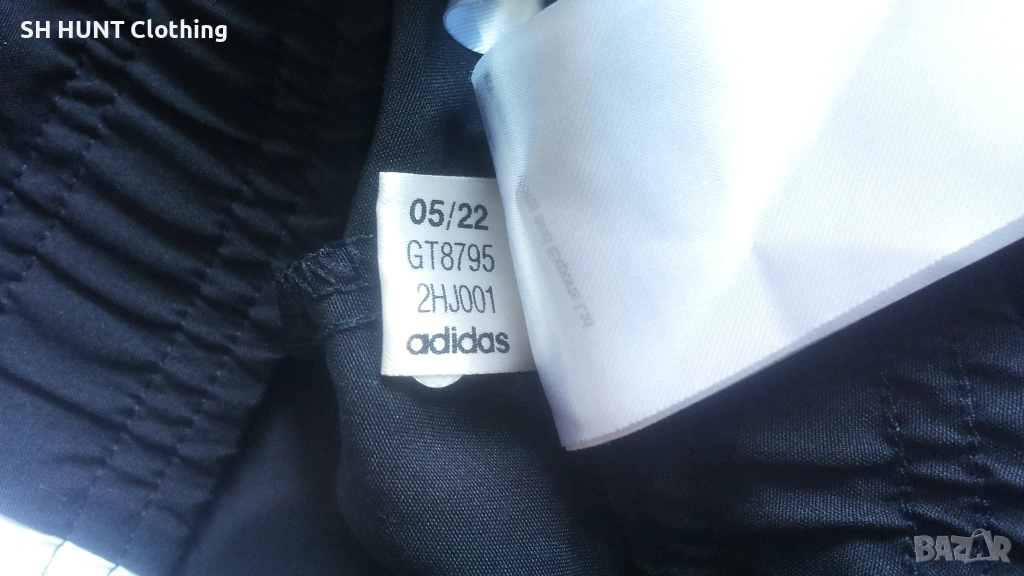 SH HUNT Clothing
05/22
GT8795
2HJ001
adidas
BAZAR